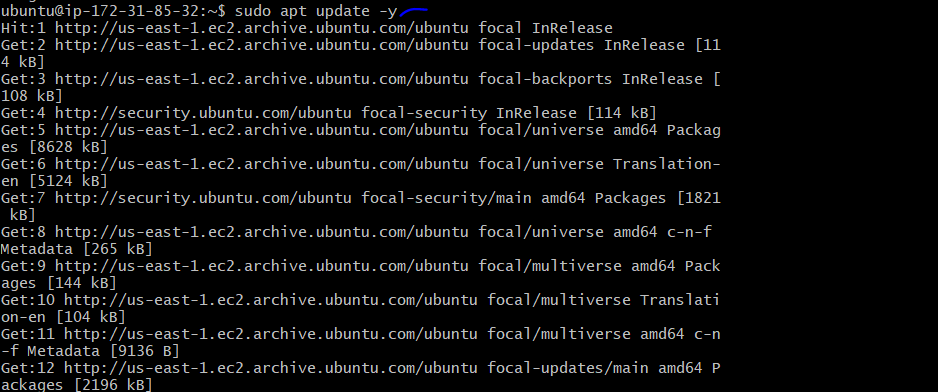 ubuntu@ip-172-31-85-32:~$ sudo apt update -y
Hit:1 http://us-east-1.ec2.archive.ubuntu.com/ubuntu focal InRelease
Get:2 http://us-east-1.ec2.archive.ubuntu.com/ubuntu focal-updates InRelease [11
4 kB]
Get:3 http://us-east-1.ec2.archive.ubuntu.com/ubuntu focal-backports InRelease [
108 kB]
Get:4 http://security.ubuntu.com/ubuntu focal-security InRelease [114 kB]
Get:5 http://us-east-1.ec2.archive.ubuntu.com/ubuntu focal/universe amd64 Packag
es [8628 kB]
Get:6 http://us-east-1.ec2.archive.ubuntu.com/ubuntu focal/universe Translation-
en [5124 kB]
Get:7 http://security.ubuntu.com/ubuntu focal-security/main amd64 Packages [1821
 kB]
Get:8 http://us-east-1.ec2.archive.ubuntu.com/ubuntu focal/universe amd64 c-n-f
Metadata [265 kB]
Get:9 http://us-east-1.ec2.archive.ubuntu.com/ubuntu focal/multiverse amd64 Pack
ages [144 kB]
Get:10 http://us-east-1.ec2.archive.ubuntu.com/ubuntu focal/multiverse Translati
on-en [104 kB]
Get:11 http://us-east-1.ec2.archive.ubuntu.com/ubuntu focal/multiverse amd64 c-n
-f Metadata [9136 B]
Get:12 http://us-east-1.ec2.archive.ubuntu.com/ubuntu focal-updates/main amd64 P
ackages [2196 kB]